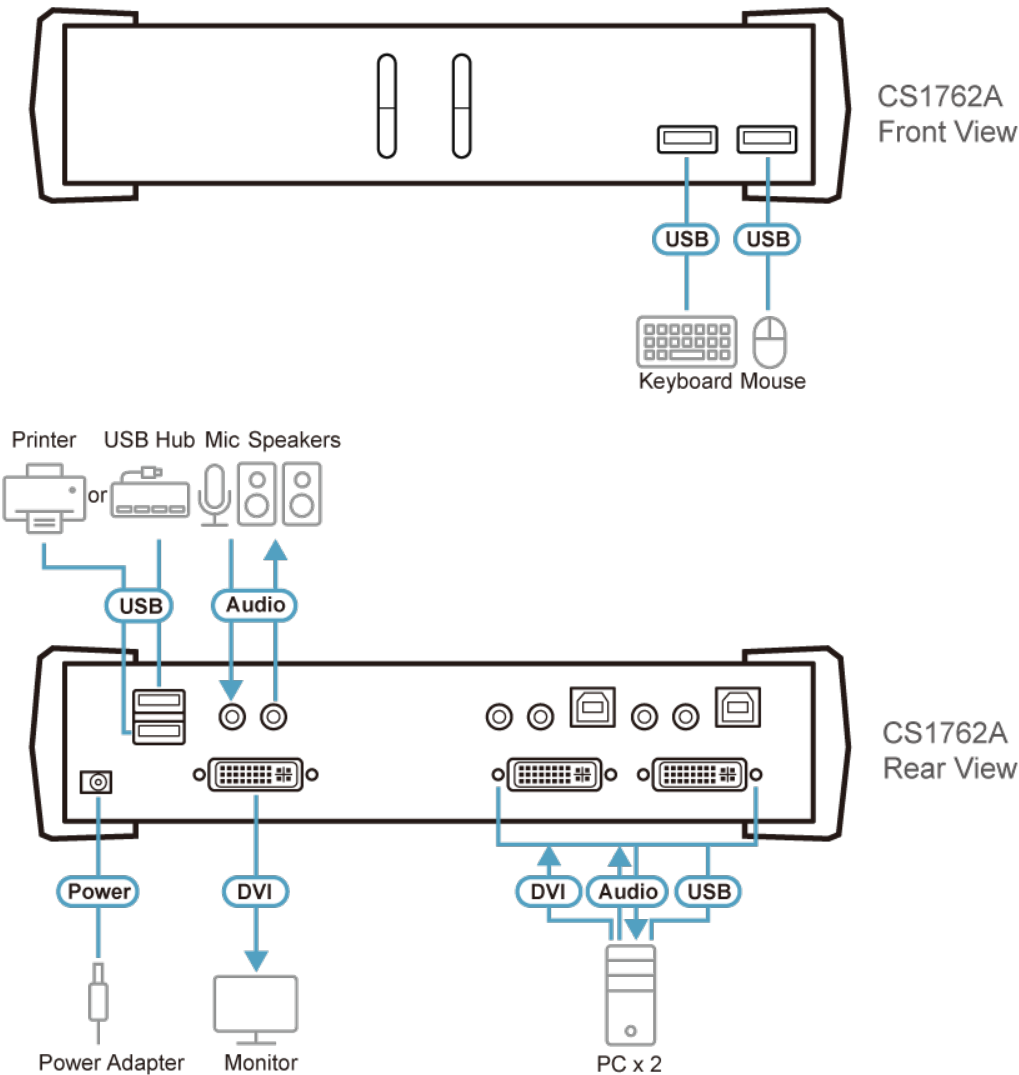 CS1762A
Front View
USB USB
Keyboard Mouse
Printer USB Hub Mic Speakers
or
USB Audio
CS1762A
Rear View
Power DVI DVI Audio USB
Power Adapter Monitor PC x 2